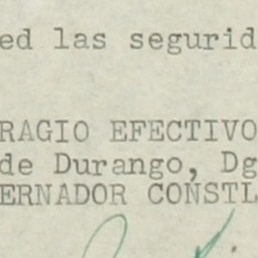 ed las segurid
RAGIO EFECTIVO
de Durango, Dg
ERNADOR CONSTL